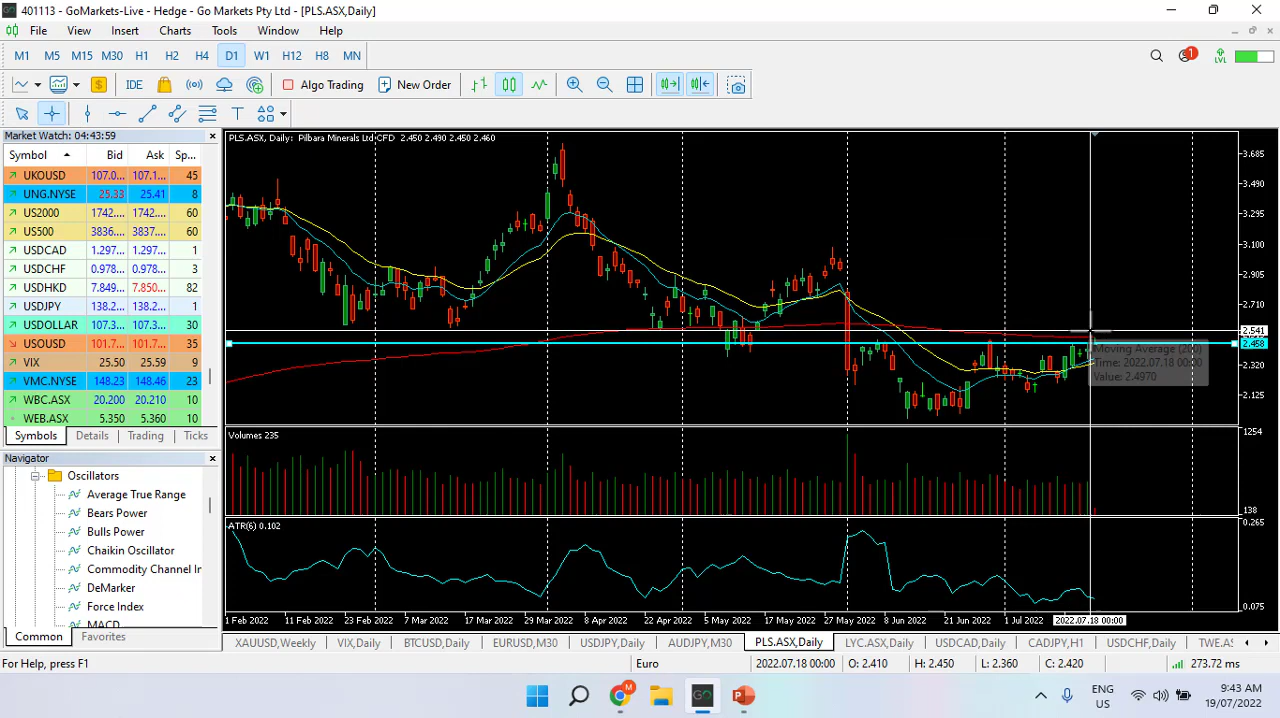 401113 - GoMarkets-Live - Hedge - Go Markets Pty Ltd - [PLS.ASX,Daily]
File View Insert Charts Tools Window Help
M1 M5 M15 M30 H1 H2 H4 D1 W1 H12 H8 MN
1 LVL
IDE Algo Trading New Order
Market Watch: 04:43:59
Symbol Bid Ask Sp...
UKOUSD 107.0... 107.1... 45
UNG.NYSE 25.33 25.41 8
US2000 1742.... 1742.... 60
US500 3836.... 3837.... 60
USDCAD 1.297... 1.297... 1
USDCHF 0.978... 0.978... 3
USDHKD 7.849... 7.850... 82
USDJPY 138.2... 138.2... 1
USDOLLAR 107.3... 107.3... 30
USOUSD 101.7... 101.7... 35
VIX 25.50 25.59 9
VMC.NYSE 148.23 148.46 23
WBC.ASX 20.200 20.210 10
WEB.ASX 5.350 5.360 10
Symbols Details Trading Ticks
Navigator
Oscillators
Average True Range
Bears Power
Bulls Power
Chaikin Oscillator
Commodity Channel In
DeMarker
Force Index
MACD
Common Favorites
PLS.ASX, Daily: Pilbara Minerals Ltd CFD 2.450 2.490 2.450 2.460
3.685
3.490
3.295
3.100
2.905
2.710
2.541
2.458
2.320
2.125
Moving Average (200)
Time: 2022.07.18 00:00
Value: 2.4970
Volumes 235
1254
138
ATR(6) 0.102
0.265
0.075
1 Feb 2022 11 Feb 2022 23 Feb 2022 7 Mar 2022 17 Mar 2022 29 Mar 2022 8 Apr 2022 22 Apr 2022 5 May 2022 17 May 2022 27 May 2022 8 Jun 2022 21 Jun 2022 1 Jul 2022 2022.07.18 00:00
XAUUSD,Weekly VIX,Daily BTCUSD,Daily EURUSD,M30 USDJPY,Daily AUDJPY,M30 PLS.ASX,Daily LYC.ASX,Daily USDCAD,Daily CADJPY,H1 USDCHF,Daily TWE.AS
For Help, press F1 Euro 2022.07.18 00:00 O: 2.410 H: 2.450 L: 2.360 C: 2.420 273.72 ms
ENG
US
9:43 AM
19/07/2022